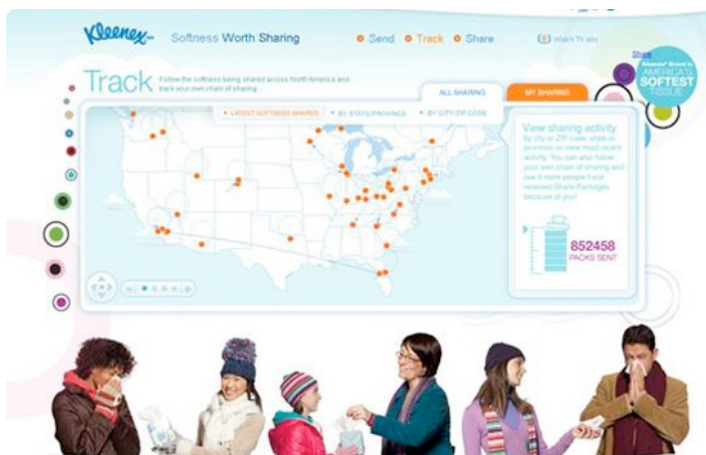 Kleenex
Softness Worth Sharing
Send
Track
Share
Watch TV ads
Track
Follow the softness being shared across North America and
track your own chain of sharing.
Kleenex Brand is
AMERICA'S
SOFTEST
TISSUE
ALL SHARING
MY SHARING
LATEST SOFTNESS SHARED
BY STATE/PROVINCE
BY CITY/ZIP CODE
View sharing activity
by city or ZIP code, state or
province, or view most recent
activity. You can also follow
your own chain of sharing and
see if more people have
received Share Packages
because of you!
852458
PACKS SENT